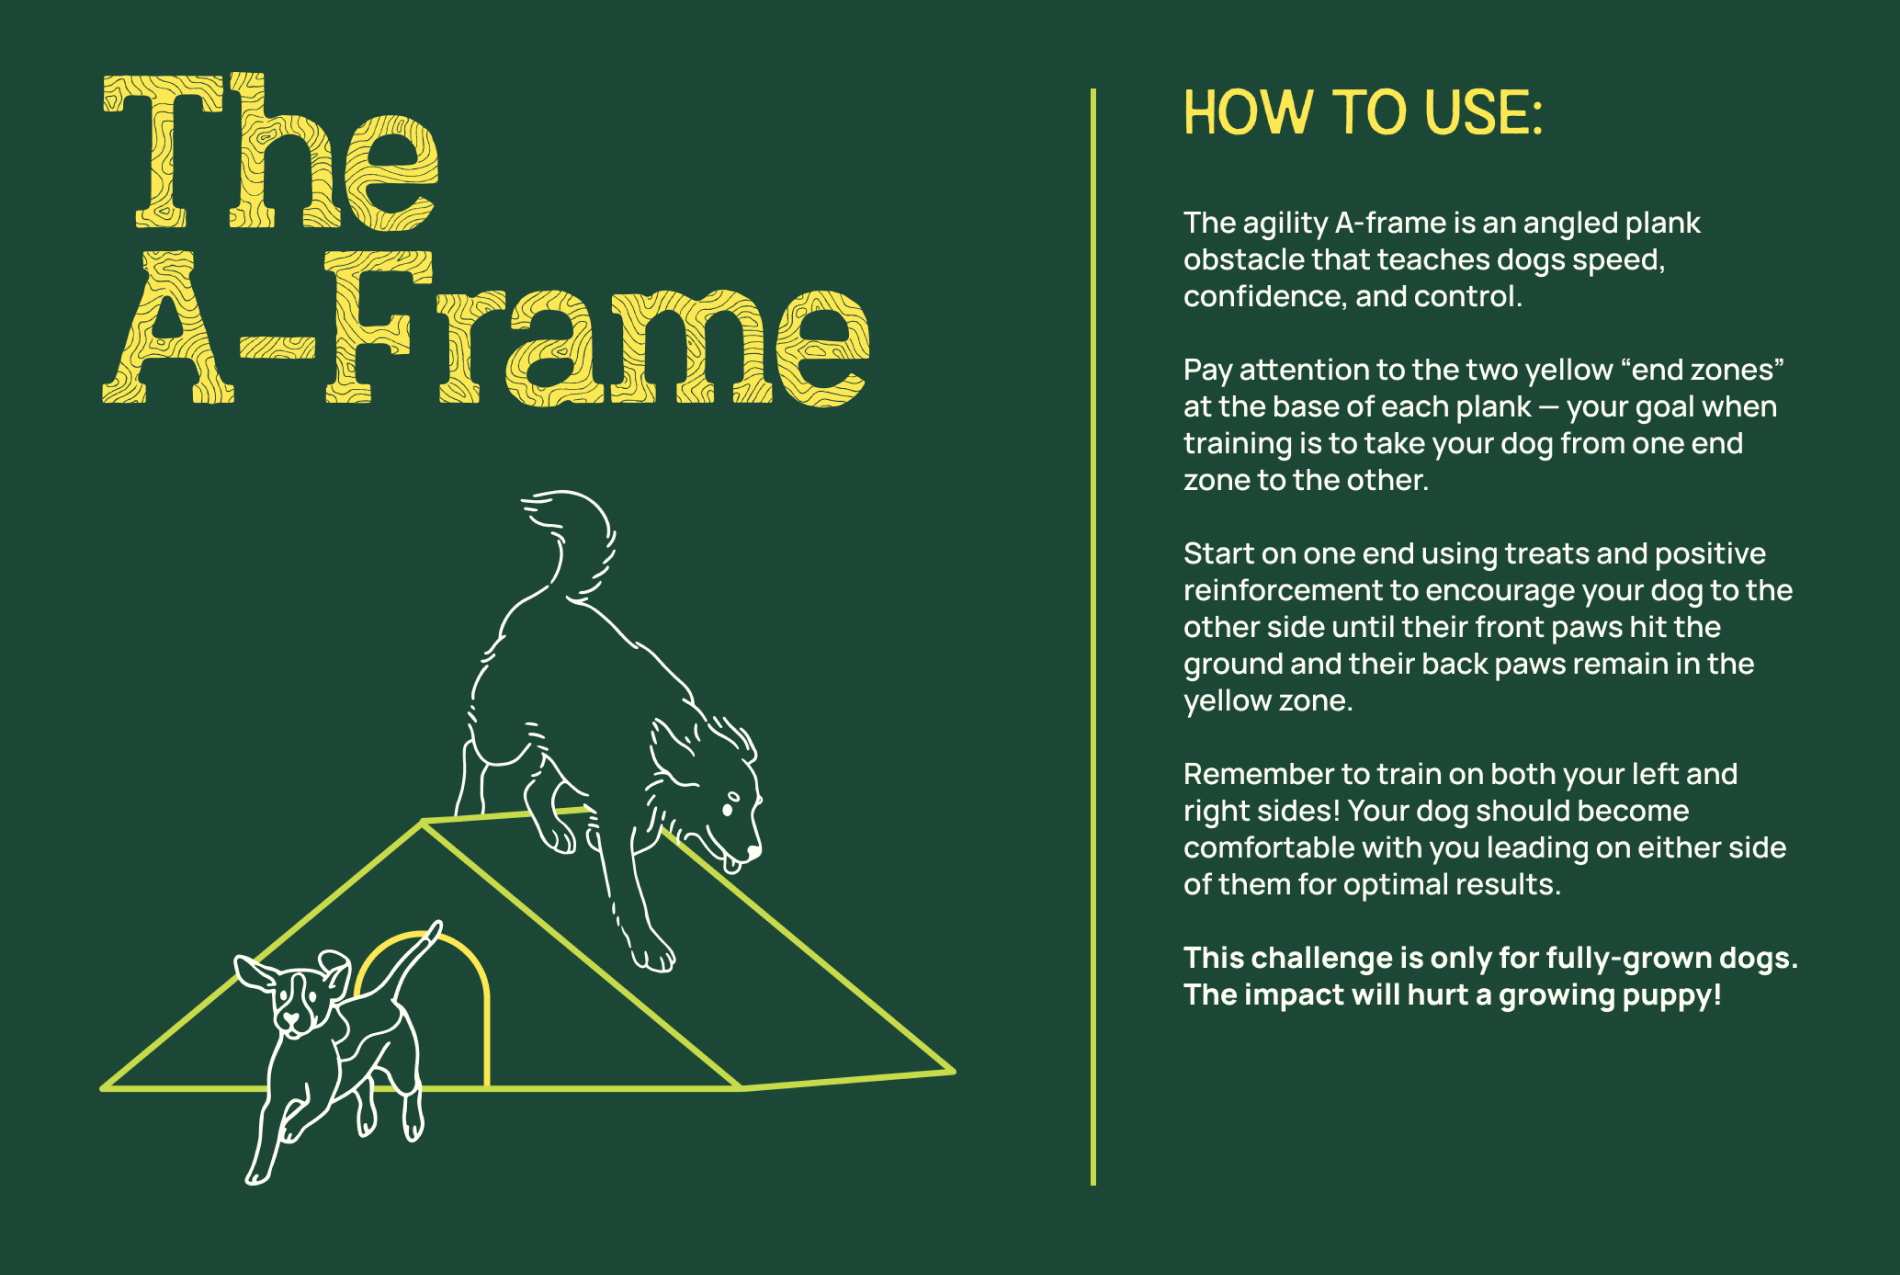 The
A-Frame
HOW TO USE:
The agility A-frame is an angled plank
obstacle that teaches dogs speed,
confidence, and control.
Pay attention to the two yellow “end zones”
at the base of each plank — your goal when
training is to take your dog from one end
zone to the other.
Start on one end using treats and positive
reinforcement to encourage your dog to the
other side until their front paws hit the
ground and their back paws remain in the
yellow zone.
Remember to train on both your left and
right sides! Your dog should become
comfortable with you leading on either side
of them for optimal results.
This challenge is only for fully-grown dogs.
The impact will hurt a growing puppy!